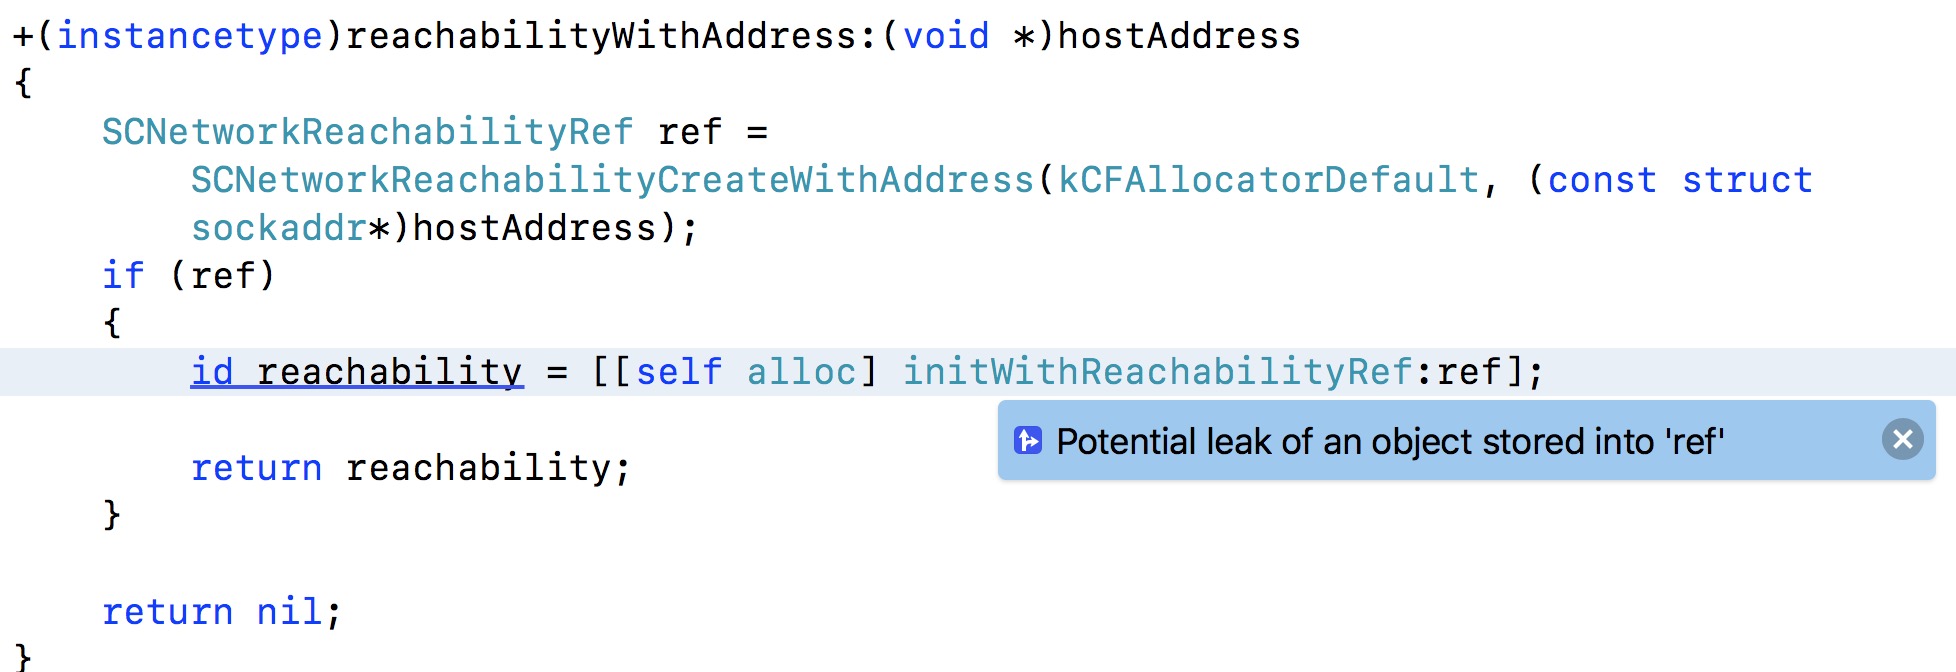 +(instancetype)reachabilityWithAddress:(void *)hostAddress
{
    SCNetworkReachabilityRef ref =
        SCNetworkReachabilityCreateWithAddress(kCFAllocatorDefault, (const struct
        sockaddr*)hostAddress);
    if (ref)
    {
        id reachability = [[self alloc] initWithReachabilityRef:ref];
Potential leak of an object stored into 'ref'
        return reachability;
    }
    return nil;
}